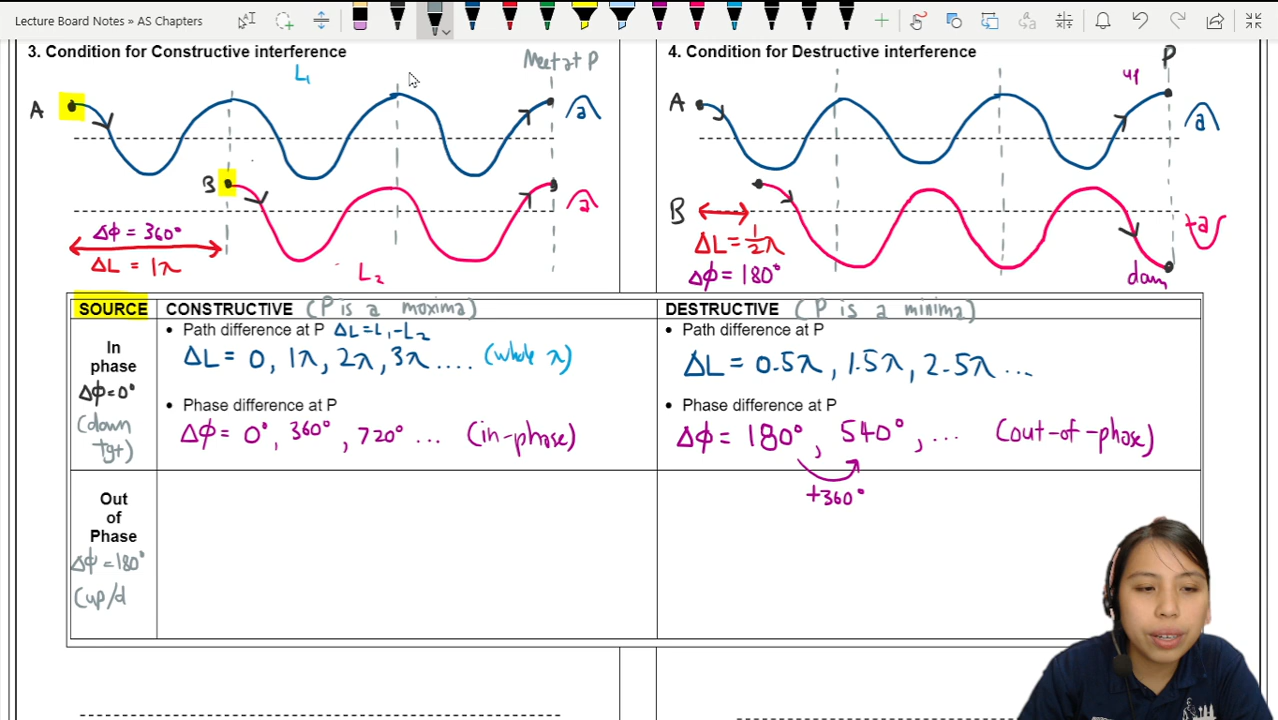 Lecture Board Notes » AS Chapters
3. Condition for Constructive interference
Meet at P
L₁
A
a
B
a
Δϕ = 360°
ΔL = 1λ
L₂
4. Condition for Destructive interference
P
up
A
a
B
ΔL = ½λ
Δϕ = 180°
down
SOURCE
CONSTRUCTIVE (P is a maxima)
DESTRUCTIVE (P is a minima)
In
phase
Δϕ=0°
(down
tgt)
• Path difference at P ΔL=L₁-L₂
ΔL = 0, 1λ, 2λ, 3λ .... (whole λ)
• Phase difference at P
Δϕ = 0°, 360°, 720° ... (in-phase)
• Path difference at P
ΔL = 0.5λ, 1.5λ, 2.5λ ...
• Phase difference at P
Δϕ = 180°, 540°, ... (out-of-phase)
+360°
Out
of
Phase
Δϕ =180°
(up/d